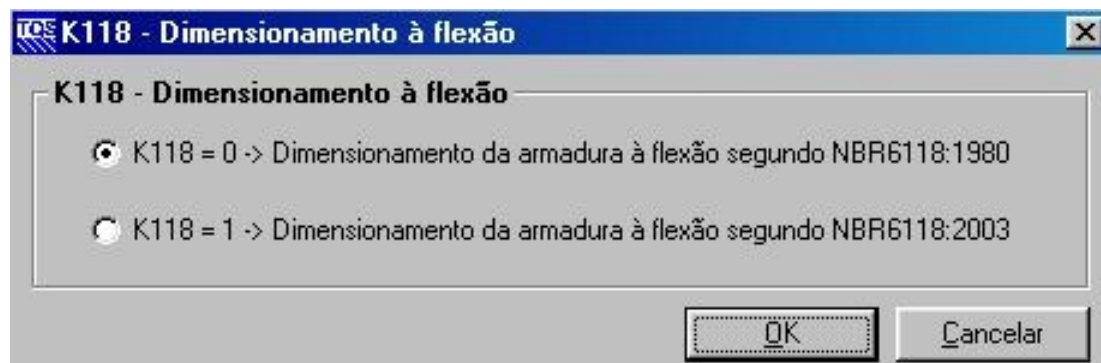 TQS K118 - Dimensionamento à flexão
K118 - Dimensionamento à flexão
K118 = 0 -> Dimensionamento da armadura à flexão segundo NBR6118:1980
K118 = 1 -> Dimensionamento da armadura à flexão segundo NBR6118:2003
OK
Cancelar